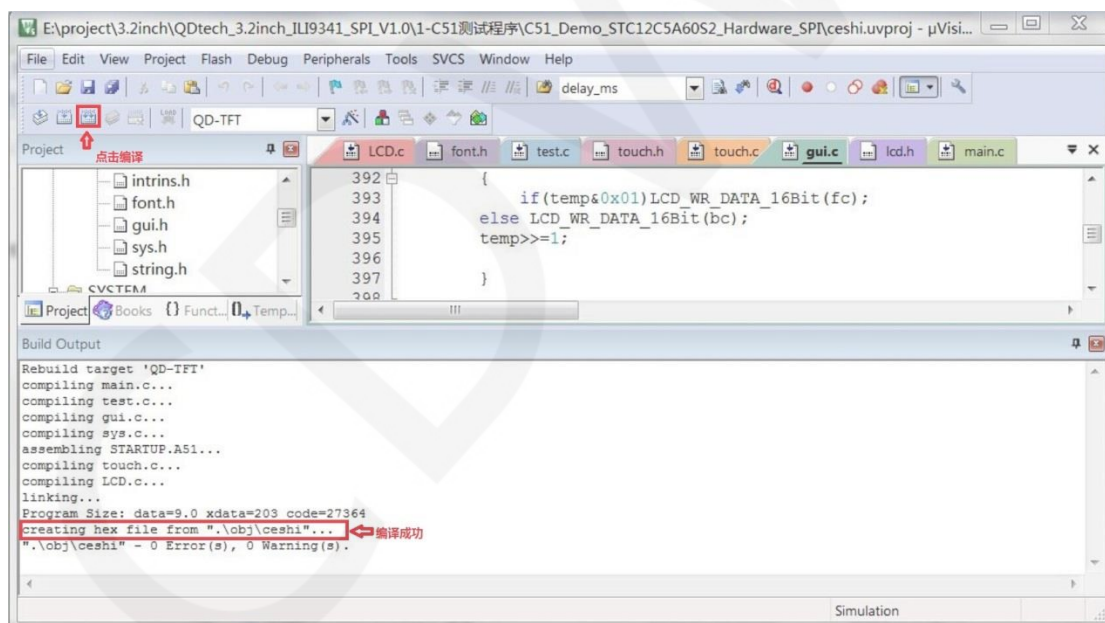 E:\project\3.2inch\QDtech_3.2inch_ILI9341_SPI_V1.0\1-C51测试程序\C51_Demo_STC12C5A60S2_Hardware_SPI\ceshi.uvproj - µVisi...
File Edit View Project Flash Debug Peripherals Tools SVCS Window Help
delay_ms
QD-TFT
点击编译
Project
LCD.c font.h test.c touch.h touch.c gui.c lcd.h main.c
intrins.h
font.h
gui.h
sys.h
string.h
SYSTEM
392 {
393 if(temp&0x01)LCD_WR_DATA_16Bit(fc);
394 else LCD_WR_DATA_16Bit(bc);
395 temp>>=1;
396
397 }
398
Project Books {} Funct... Temp...
Build Output
Rebuild target 'QD-TFT'
compiling main.c...
compiling test.c...
compiling gui.c...
compiling sys.c...
assembling STARTUP.A51...
compiling touch.c...
compiling LCD.c...
linking...
Program Size: data=9.0 xdata=203 code=27364
creating hex file from ".\obj\ceshi"...
编译成功
".\obj\ceshi" - 0 Error(s), 0 Warning(s).
Simulation